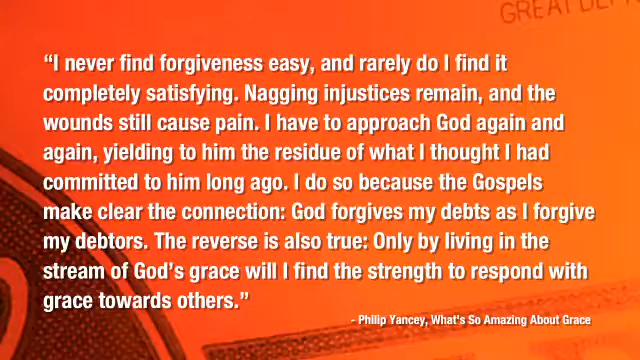 GREAT DEP
“I never find forgiveness easy, and rarely do I find it
completely satisfying. Nagging injustices remain, and the
wounds still cause pain. I have to approach God again and
again, yielding to him the residue of what I thought I had
committed to him long ago. I do so because the Gospels
make clear the connection: God forgives my debts as I forgive
my debtors. The reverse is also true: Only by living in the
stream of God’s grace will I find the strength to respond with
grace towards others.”
- Philip Yancey, What's So Amazing About Grace